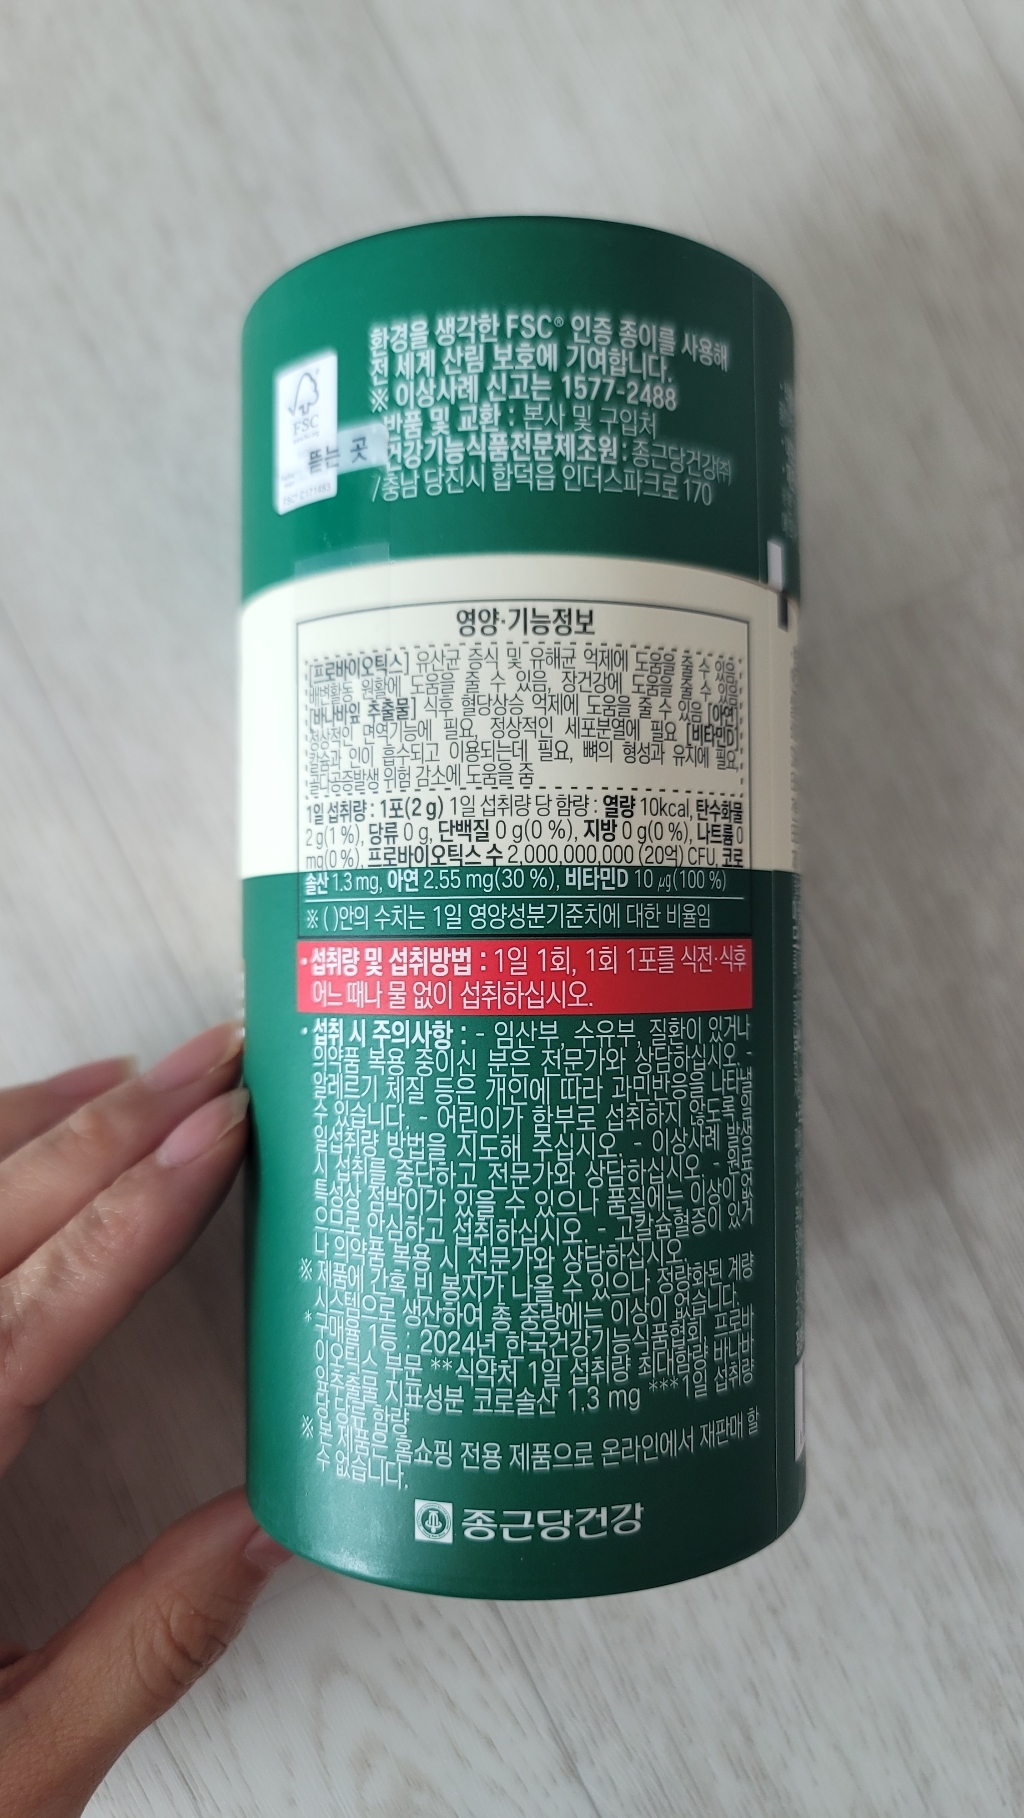 환경을 생각한 FSC® 인증 종이를 사용해
전 세계 산림 보호에 기여합니다.
※ 이상사례 신고는 1577-2488
반품 및 교환 : 본사 및 구입처
건강기능식품전문제조원 : 종근당건강(주)
/충남 당진시 합덕읍 인더스파크로 170
FSC
뜯는 곳
영양·기능정보
[프로바이오틱스] 유산균 증식 및 유해균 억제에 도움을 줄 수 있음,
배변활동 원활에 도움을 줄 수 있음, 장건강에 도움을 줄 수 있음
[바나바잎 추출물] 식후 혈당상승 억제에 도움을 줄 수 있음 [아연]
정상적인 면역기능에 필요, 정상적인 세포분열에 필요 [비타민D]
칼슘과 인이 흡수되고 이용되는데 필요, 뼈의 형성과 유지에 필요,
골다공증발생 위험 감소에 도움을 줌
1일 섭취량 : 1포(2 g) 1일 섭취량 당 함량 : 열량 10kcal, 탄수화물
2 g(1 %), 당류 0 g, 단백질 0 g(0 %), 지방 0 g(0 %), 나트륨 0
mg(0 %), 프로바이오틱스 수 2,000,000,000 (20억) CFU, 코로
솔산 1.3 mg, 아연 2.55 mg(30 %), 비타민D 10 μg(100 %)
※ ( )안의 수치는 1일 영양성분기준치에 대한 비율임
· 섭취량 및 섭취방법 : 1일 1회, 1회 1포를 식전·식후
어느 때나 물 없이 섭취하십시오.
· 섭취 시 주의사항 : - 임산부, 수유부, 질환이 있거나
의약품 복용 중이신 분은 전문가와 상담하십시오. -
알레르기 체질 등은 개인에 따라 과민반응을 나타낼
수 있습니다. - 어린이가 함부로 섭취하지 않도록 일
일섭취량 방법을 지도해 주십시오. - 이상사례 발생
시 섭취를 중단하고 전문가와 상담하십시오. - 원료
특성상 점박이가 있을 수 있으나 품질에는 이상이 없
으므로 안심하고 섭취하십시오. - 고칼슘혈증이 있거
나 의약품 복용 시 전문가와 상담하십시오.
※ 제품에 간혹 빈 봉지가 나올 수 있으나 정량화된 계량
시스템으로 생산하여 총 중량에는 이상이 없습니다.
* 구매율 1등 : 2024년 한국건강기능식품협회 프로바
이오틱스 부문 **식약처 1일 섭취량 최대함량 바나바
잎추출물 지표성분 코로솔산 1.3 mg ***1일 섭취량
당 당류 함량
※ 본 제품은 홈쇼핑 전용 제품으로 온라인에서 재판매 할
수 없습니다.
종근당건강